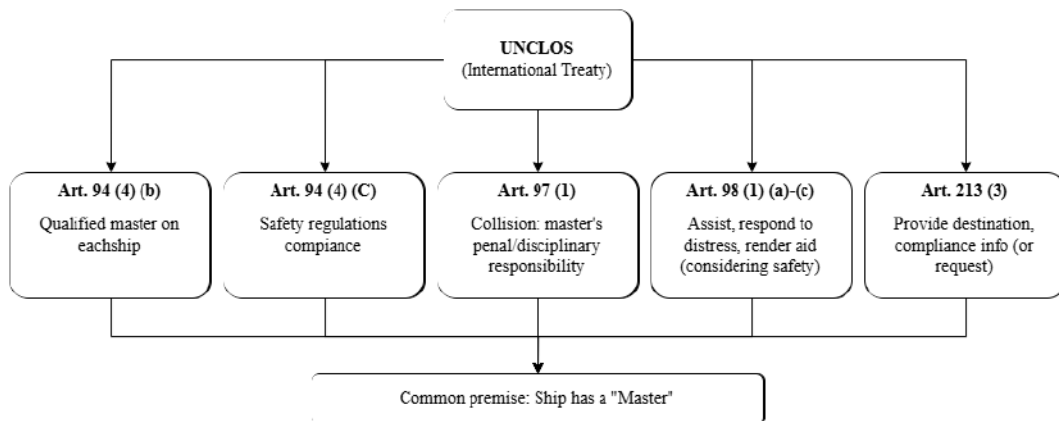 UNCLOS
(International Treaty)
Art. 94 (4) (b)
Qualified master on
eachship
Art. 94 (4) (C)
Safety regulations
compiance
Art. 97 (1)
Collision: master's
penal/disciplinary
responsibility
Art. 98 (1) (a)-(c)
Assist, respond to
distress, render aid
(considering safety)
Art. 213 (3)
Provide destination,
compliance info (or
request)
Common premise: Ship has a "Master"